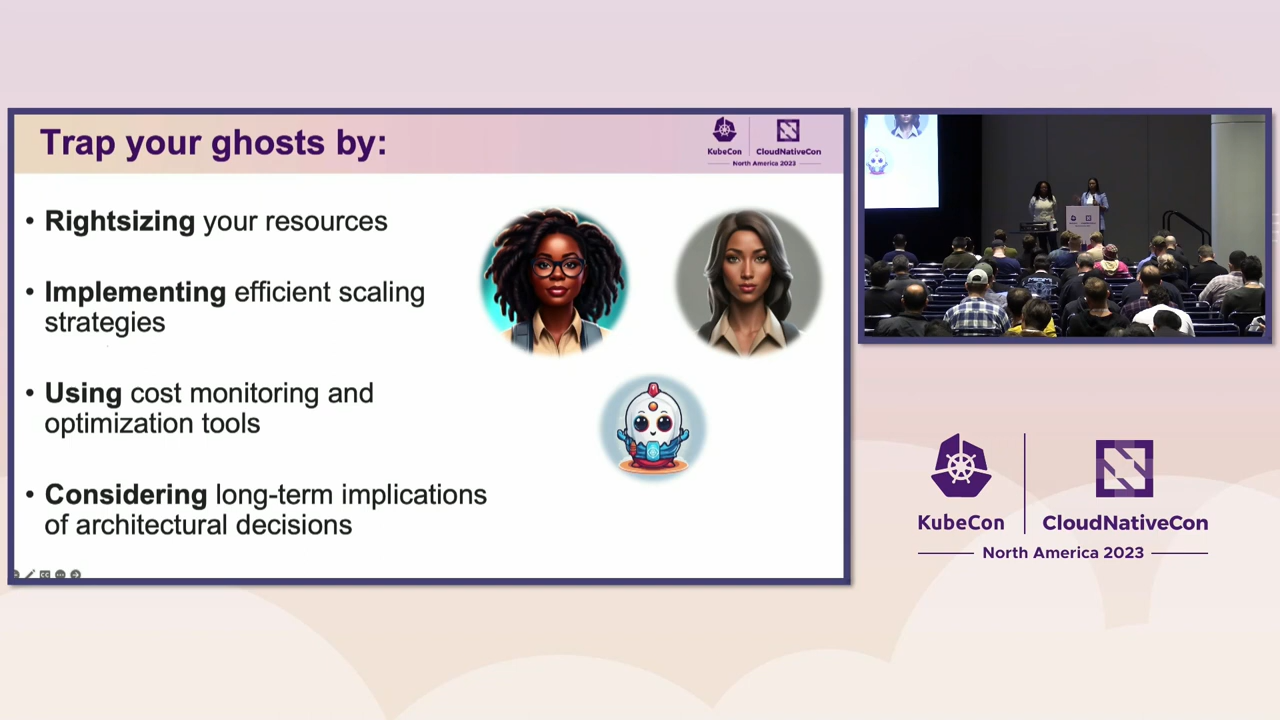 Trap your ghosts by:
KubeCon
CloudNativeCon
North America 2023
• Rightsizing your resources
• Implementing efficient scaling
strategies
• Using cost monitoring and
optimization tools
• Considering long-term implications
of architectural decisions
KubeCon
CloudNativeCon
North America 2023